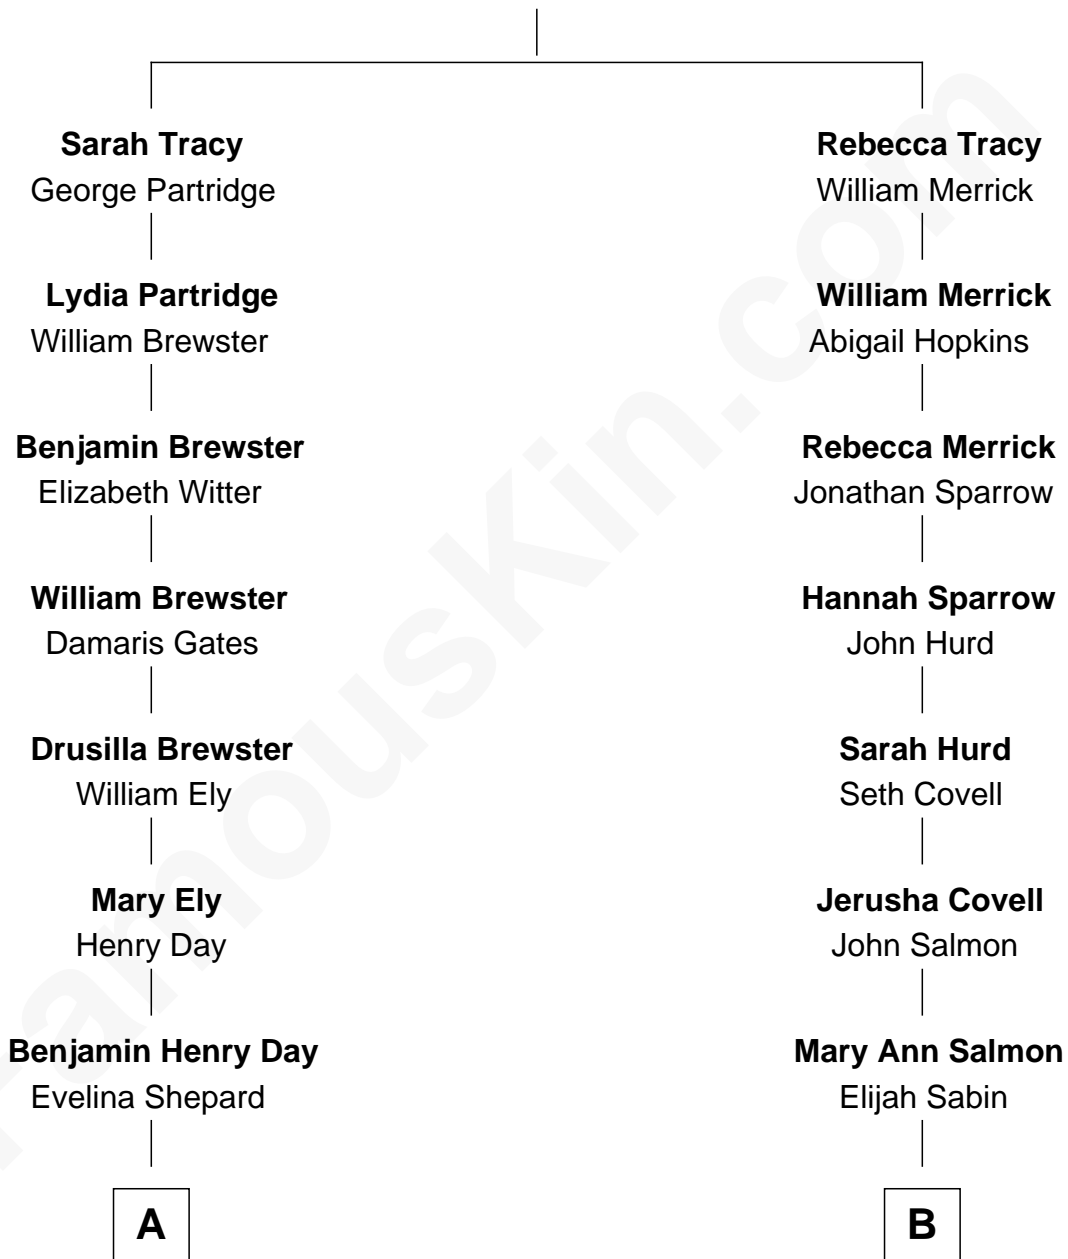 Sarah Tracy
George Partridge
Lydia Partridge
William Brewster
Benjamin Brewster
Elizabeth Witter
William Brewster
Damaris Gates
Drusilla Brewster
William Ely
Mary Ely
Henry Day
Benjamin Henry Day
Evelina Shepard
A
Rebecca Tracy
William Merrick
William Merrick
Abigail Hopkins
Rebecca Merrick
Jonathan Sparrow
Hannah Sparrow
John Hurd
Sarah Hurd
Seth Covell
Jerusha Covell
John Salmon
Mary Ann Salmon
Elijah Sabin
B
FamousKin.com